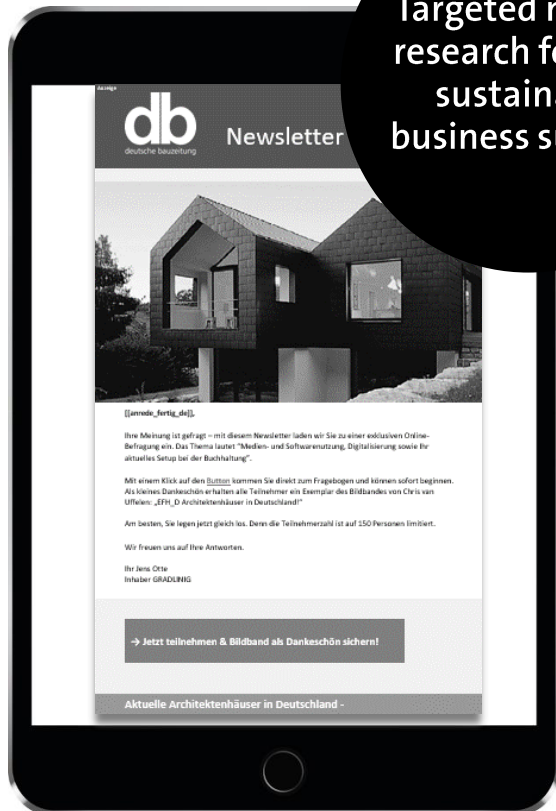 Targeted
research
sustain
business
Anzeige
db
deutsche bauzeitung
Newsletter
[[anrede_fertig_de]],
Ihre Meinung ist gefragt – mit diesem Newsletter laden wir Sie zu einer exklusiven Online-
Befragung ein. Das Thema lautet "Medien- und Softwarenutzung, Digitalisierung sowie Ihr
aktuelles Setup bei der Buchhaltung".
Mit einem Klick auf den Button kommen Sie direkt zum Fragebogen und können sofort beginnen.
Als kleines Dankeschön erhalten alle Teilnehmer ein Exemplar des Bildbandes von Chris van
Uffelen: „EFH_D Architektenhäuser in Deutschland!"
Am besten, Sie legen jetzt gleich los. Denn die Teilnehmerzahl ist auf 150 Personen limitiert.
Wir freuen uns auf Ihre Antworten.
Ihr Jens Otte
Inhaber GRADLINIG
→ Jetzt teilnehmen & Bildband als Dankeschön sichern!
Aktuelle Architektenhäuser in Deutschland -